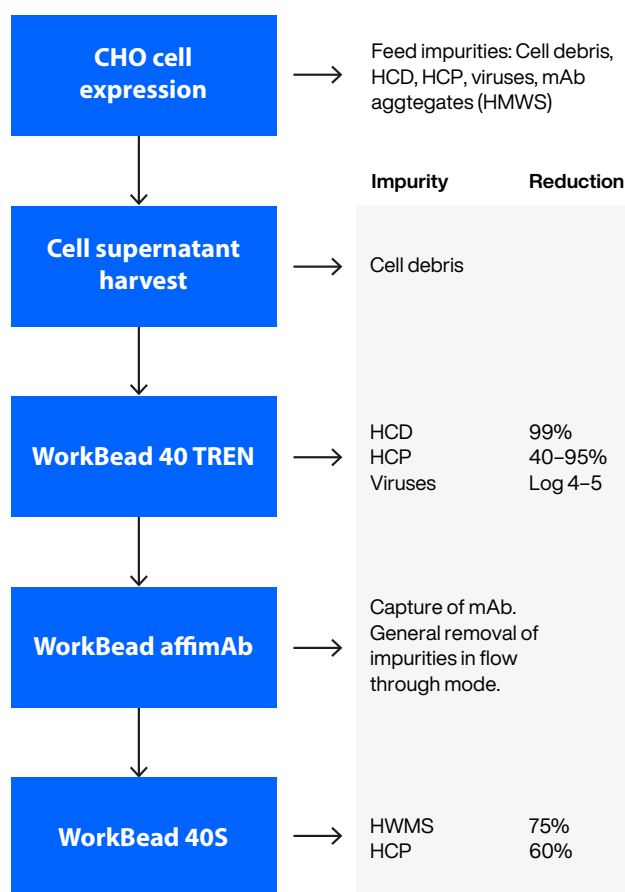 CHO cell
expression
Feed impurities: Cell debris,
HCD, HCP, viruses, mAb
aggtegates (HMWS)
Impurity Reduction
Cell supernatant
harvest
Cell debris
WorkBead 40 TREN
HCD 99%
HCP 40–95%
Viruses Log 4–5
WorkBead affimAb
Capture of mAb.
General removal of
impurities in flow
through mode.
WorkBead 40S
HWMS 75%
HCP 60%